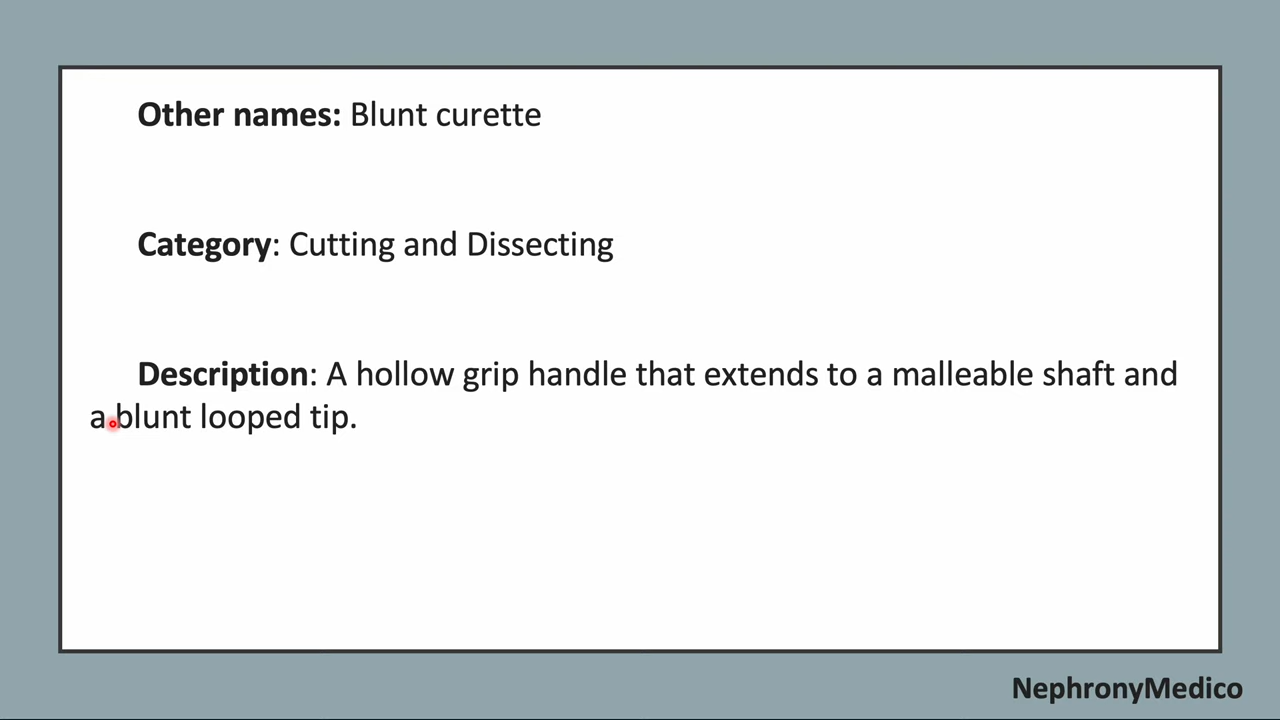 Other names: Blunt curette
Category: Cutting and Dissecting
Description: A hollow grip handle that extends to a malleable shaft and
a blunt looped tip.
NephronyMedico